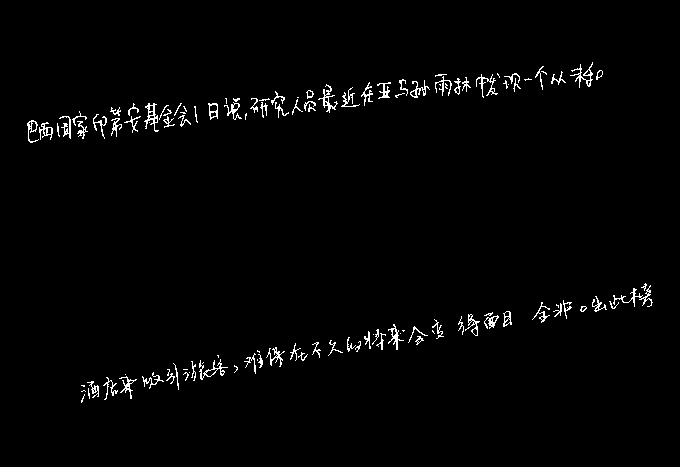 巴西国家印第安基金会1日说,研究人员最近在亚马孙雨林中发现一个从未和
酒店来吸引游客,难保在不久的将来会变得面目全非。出此榜